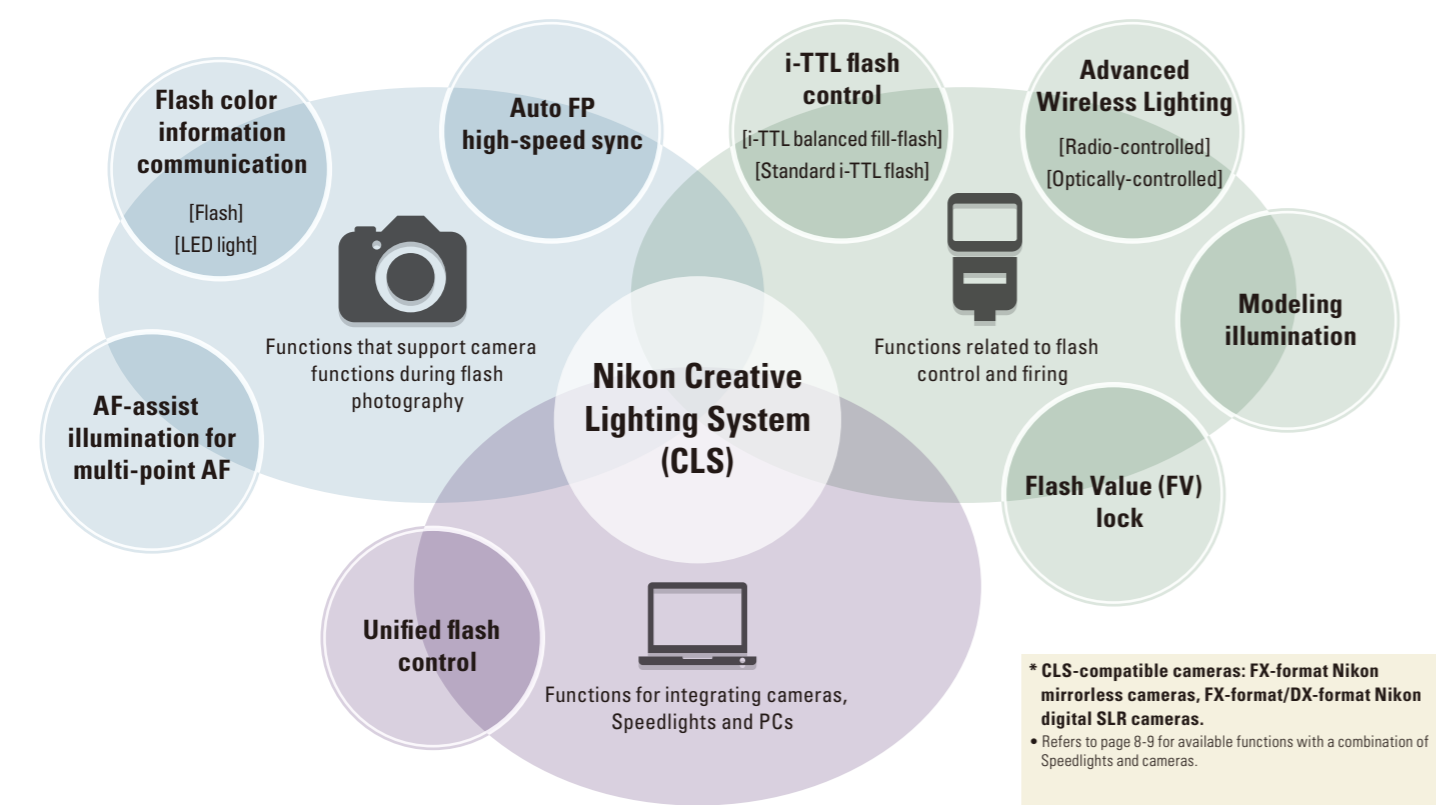 Flash color
information
communication
[Flash]
[LED light]
Auto FP
high-speed sync
i-TTL flash
control
[i-TTL balanced fill-flash]
[Standard i-TTL flash]
Advanced
Wireless Lighting
[Radio-controlled]
[Optically-controlled]
Modeling
illumination
Functions that support camera
functions during flash
photography
Functions related to flash
control and firing
Nikon Creative
Lighting System
(CLS)
AF-assist
illumination for
multi-point AF
Flash Value (FV)
lock
Unified flash
control
Functions for integrating cameras,
Speedlights and PCs
* CLS-compatible cameras: FX-format Nikon
mirrorless cameras, FX-format/DX-format Nikon
digital SLR cameras.
• Refers to page 8-9 for available functions with a combination of
Speedlights and cameras.